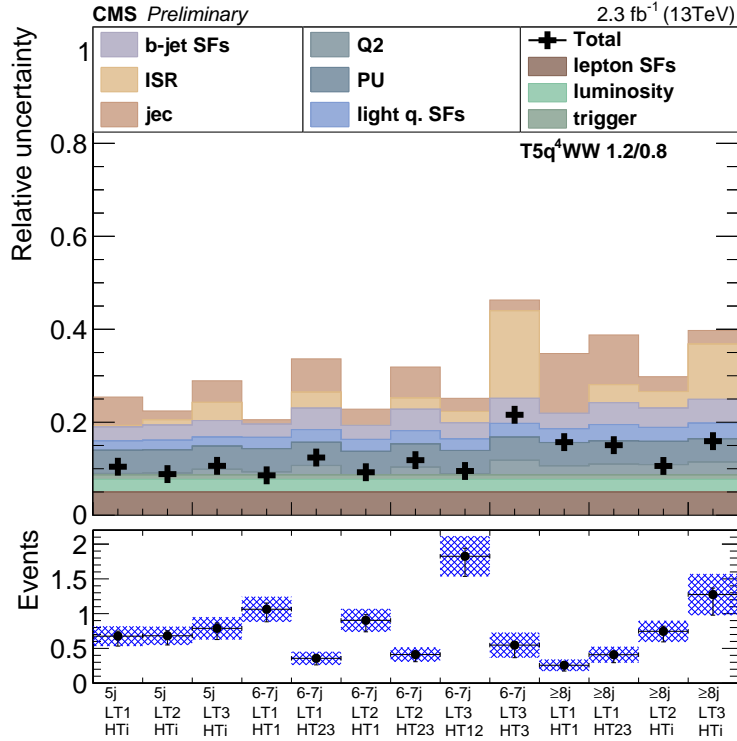 CMS Preliminary 2.3 fb⁻¹ (13TeV)
b-jet SFs Q2 Total
ISR PU lepton SFs
jec light q. SFs luminosity
trigger
T5q⁴WW 1.2/0.8
Relative uncertainty
1
0.8
0.6
0.4
0.2
0
Events
2
1.5
1
0.5
0
5j 5j 5j 6-7j 6-7j 6-7j 6-7j 6-7j 6-7j ≥8j ≥8j ≥8j ≥8j
LT1 LT2 LT3 LT1 LT1 LT2 LT2 LT3 LT3 LT1 LT1 LT2 LT3
HTi HTi HTi HT1 HT23 HT1 HT23 HT12 HT3 HT1 HT23 HTi HTi